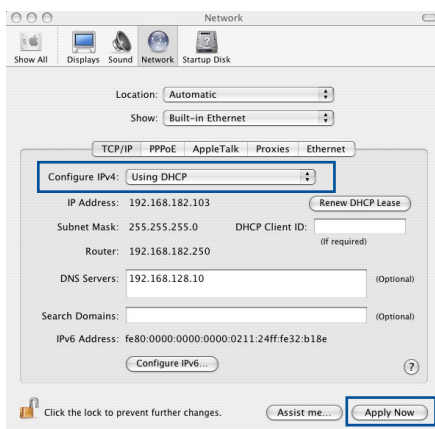 Network
Show All Displays Sound Network Startup Disk
Location: Automatic
Show: Built-in Ethernet
TCP/IP PPPoE AppleTalk Proxies Ethernet
Configure IPv4: Using DHCP
IP Address: 192.168.182.103 Renew DHCP Lease
Subnet Mask: 255.255.255.0 DHCP Client ID:
(If required)
Router: 192.168.182.250
DNS Servers: 192.168.128.10 (Optional)
Search Domains: (Optional)
IPv6 Address: fe80:0000:0000:0000:0211:24ff:fe32:b18e
Configure IPv6...
?
Click the lock to prevent further changes. Assist me... Apply Now